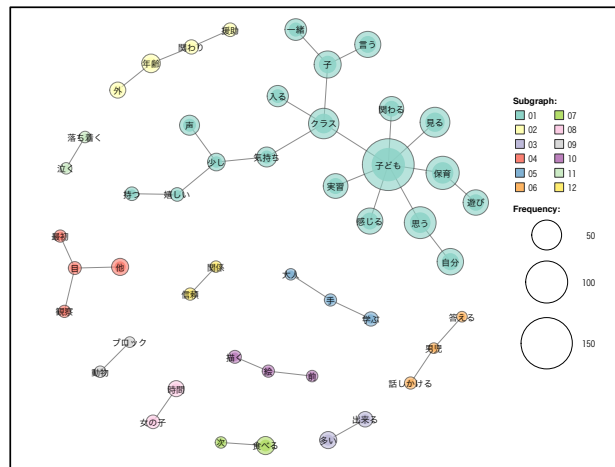 援助
関わり
年齢
外
一緒
言う
子
入る
クラス
関わる
見る
声
落ち着く
泣く
少し
気持ち
子ども
保育
実習
遊び
持つ
嬉しい
感じる
思う
自分
最初
目
他
観察
関係
信頼
大人
手
学ぶ
答える
男児
話しかける
ブロック
動物
描く
絵
前
時間
女の子
次
食べる
出来る
多い
Subgraph:
01 07
02 08
03 09
04 10
05 11
06 12
Frequency:
50
100
150